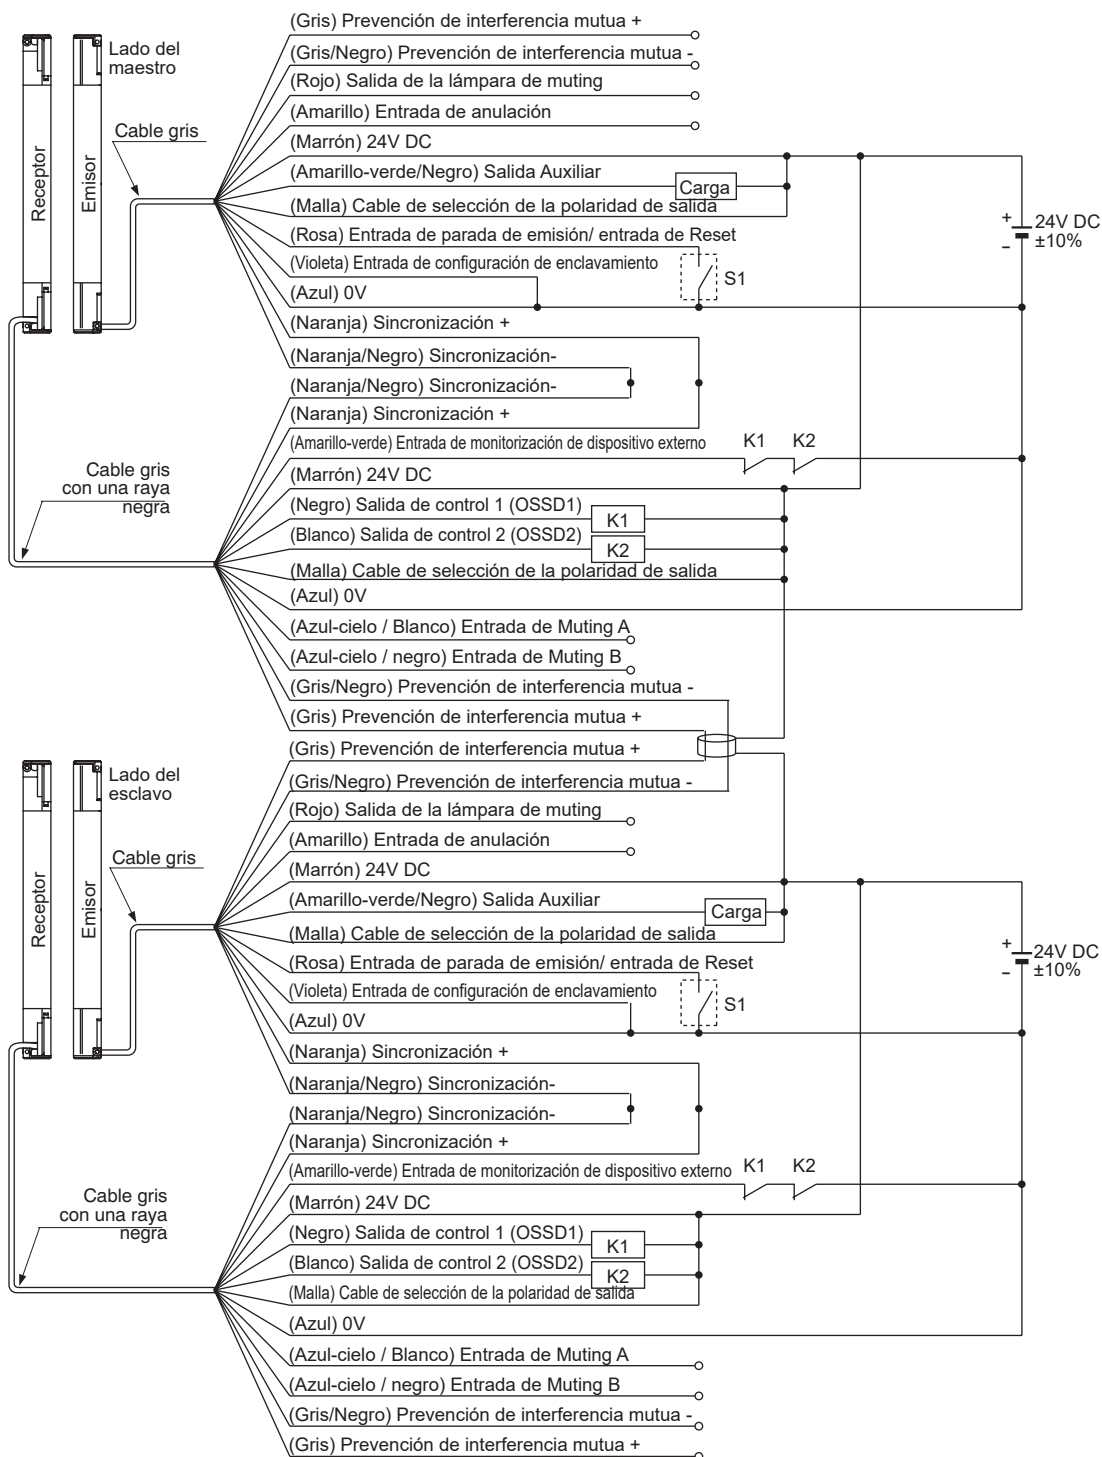 (Gris) Prevención de interferencia mutua +
(Gris/Negro) Prevención de interferencia mutua -
(Rojo) Salida de la lámpara de muting
(Amarillo) Entrada de anulación
(Marrón) 24V DC
(Amarillo-verde/Negro) Salida Auxiliar
Carga
(Malla) Cable de selección de la polaridad de salida
(Rosa) Entrada de parada de emisión/ entrada de Reset
(Violeta) Entrada de configuración de enclavamiento
S1
(Azul) 0V
(Naranja) Sincronización +
(Naranja/Negro) Sincronización-
Lado del
maestro
Cable gris
Receptor
Emisor
+
24V DC
–
±10%
(Naranja/Negro) Sincronización-
(Naranja) Sincronización +
(Amarillo-verde) Entrada de monitorización de dispositivo externo
K1
K2
(Marrón) 24V DC
(Negro) Salida de control 1 (OSSD1)
K1
(Blanco) Salida de control 2 (OSSD2)
K2
(Malla) Cable de selección de la polaridad de salida
(Azul) 0V
(Azul-cielo / Blanco) Entrada de Muting A
(Azul-cielo / negro) Entrada de Muting B
(Gris/Negro) Prevención de interferencia mutua -
(Gris) Prevención de interferencia mutua +
Cable gris
con una raya
negra
(Gris) Prevención de interferencia mutua +
(Gris/Negro) Prevención de interferencia mutua -
(Rojo) Salida de la lámpara de muting
(Amarillo) Entrada de anulación
(Marrón) 24V DC
(Amarillo-verde/Negro) Salida Auxiliar
Carga
(Malla) Cable de selección de la polaridad de salida
(Rosa) Entrada de parada de emisión/ entrada de Reset
(Violeta) Entrada de configuración de enclavamiento
S1
(Azul) 0V
(Naranja) Sincronización +
(Naranja/Negro) Sincronización-
Lado del
esclavo
Cable gris
Receptor
Emisor
+
24V DC
–
±10%
(Naranja/Negro) Sincronización-
(Naranja) Sincronización +
(Amarillo-verde) Entrada de monitorización de dispositivo externo
K1
K2
(Marrón) 24V DC
(Negro) Salida de control 1 (OSSD1)
K1
(Blanco) Salida de control 2 (OSSD2)
K2
(Malla) Cable de selección de la polaridad de salida
(Azul) 0V
(Azul-cielo / Blanco) Entrada de Muting A
(Azul-cielo / negro) Entrada de Muting B
(Gris/Negro) Prevención de interferencia mutua -
(Gris) Prevención de interferencia mutua +
Cable gris
con una raya
negra